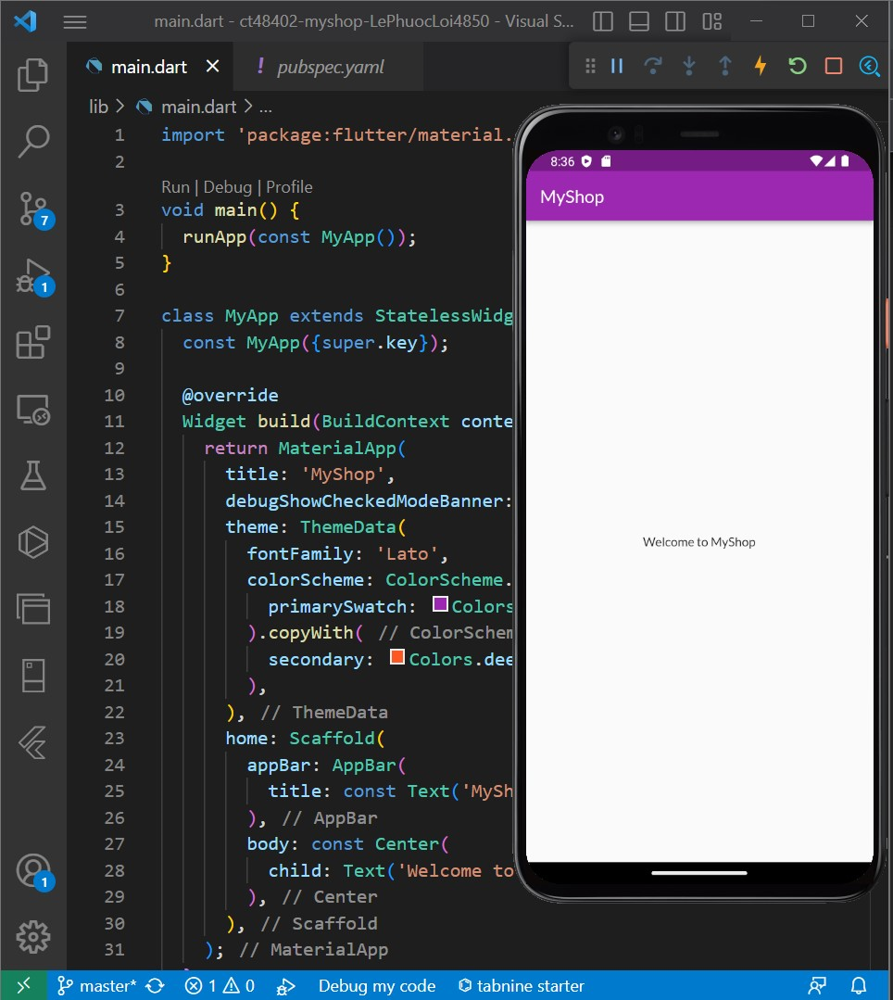 main.dart - ct48402-myshop-LePhuocLoi4850 - Visual S...
main.dart
! pubspec.yaml
lib > main.dart > ...
1 import 'package:flutter/material.
2
Run | Debug | Profile
3 void main() {
4 runApp(const MyApp());
5 }
6
7 class MyApp extends StatelessWidg
8 const MyApp({super.key});
9
10 @override
11 Widget build(BuildContext conte
12 return MaterialApp(
13 title: 'MyShop',
14 debugShowCheckedModeBanner:
15 theme: ThemeData(
16 fontFamily: 'Lato',
17 colorScheme: ColorScheme.
18 primarySwatch: Colors
19 ).copyWith( // ColorSchem
20 secondary: Colors.dee
21 ),
22 ), // ThemeData
23 home: Scaffold(
24 appBar: AppBar(
25 title: const Text('MySh
26 ), // AppBar
27 body: const Center(
28 child: Text('Welcome to
29 ), // Center
30 ), // Scaffold
31 ); // MaterialApp
7
1
1
8:36
MyShop
Welcome to MyShop
master* 1 0 Debug my code tabnine starter